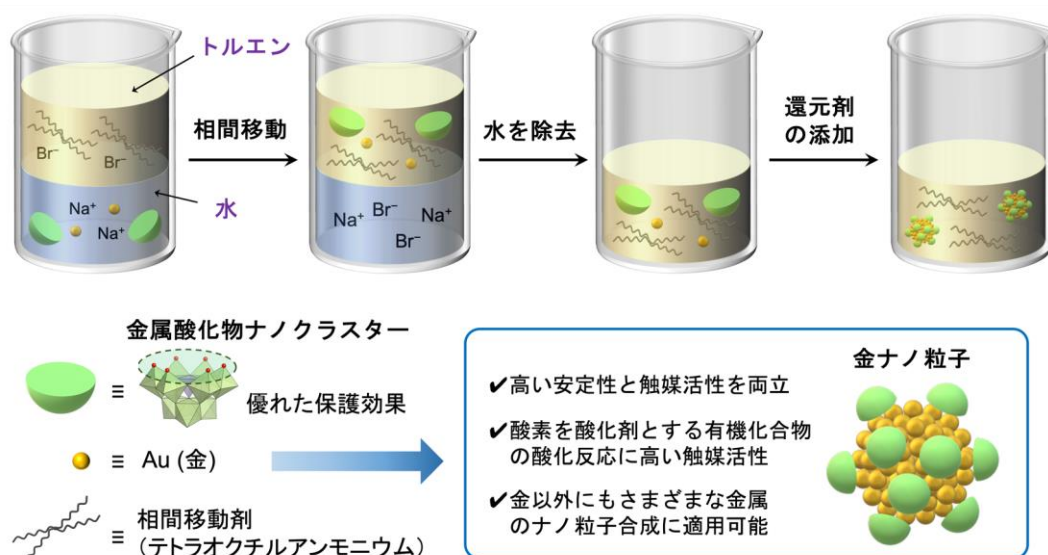 トルエン
Br⁻
Br⁻
水
Na⁺
Na⁺
相間移動
Na⁺
Br⁻
Na⁺
Br⁻
水を除去
還元剤
の添加
金属酸化物ナノクラスター
≡
優れた保護効果
≡ Au (金)
≡ 相間移動剤
(テトラオクチルアンモニウム)
金ナノ粒子
✔高い安定性と触媒活性を両立
✔酸素を酸化剤とする有機化合物
の酸化反応に高い触媒活性
✔金以外にもさまざまな金属
のナノ粒子合成に適用可能